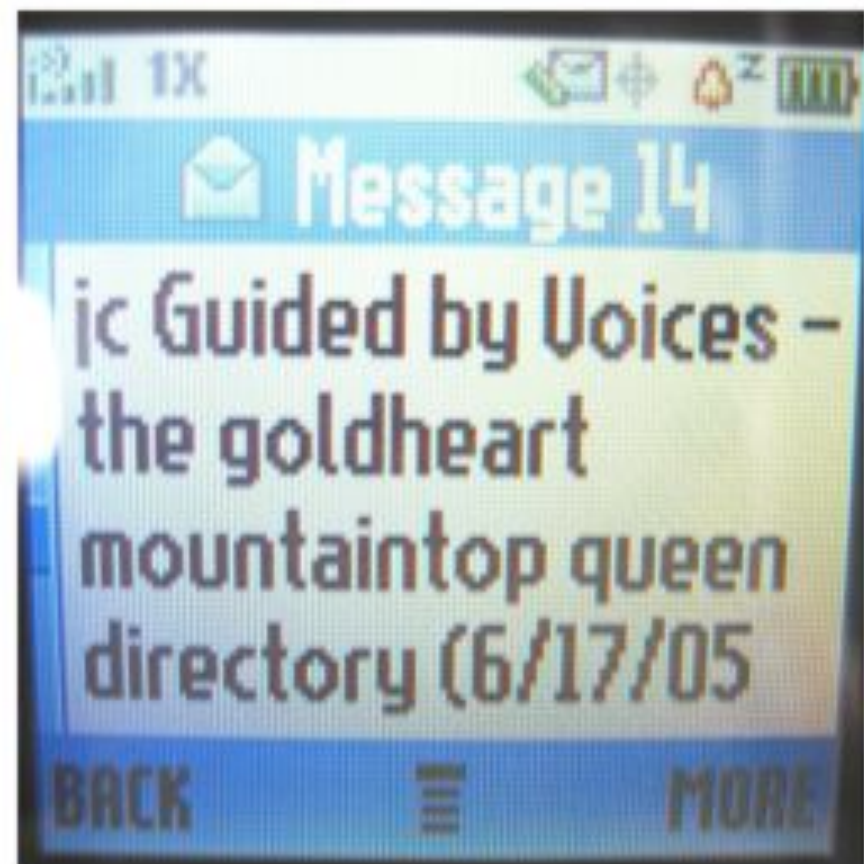 1X
Message 14
jc Guided by Voices -
the goldheart
mountaintop queen
directory (6/17/05
BACK
MORE